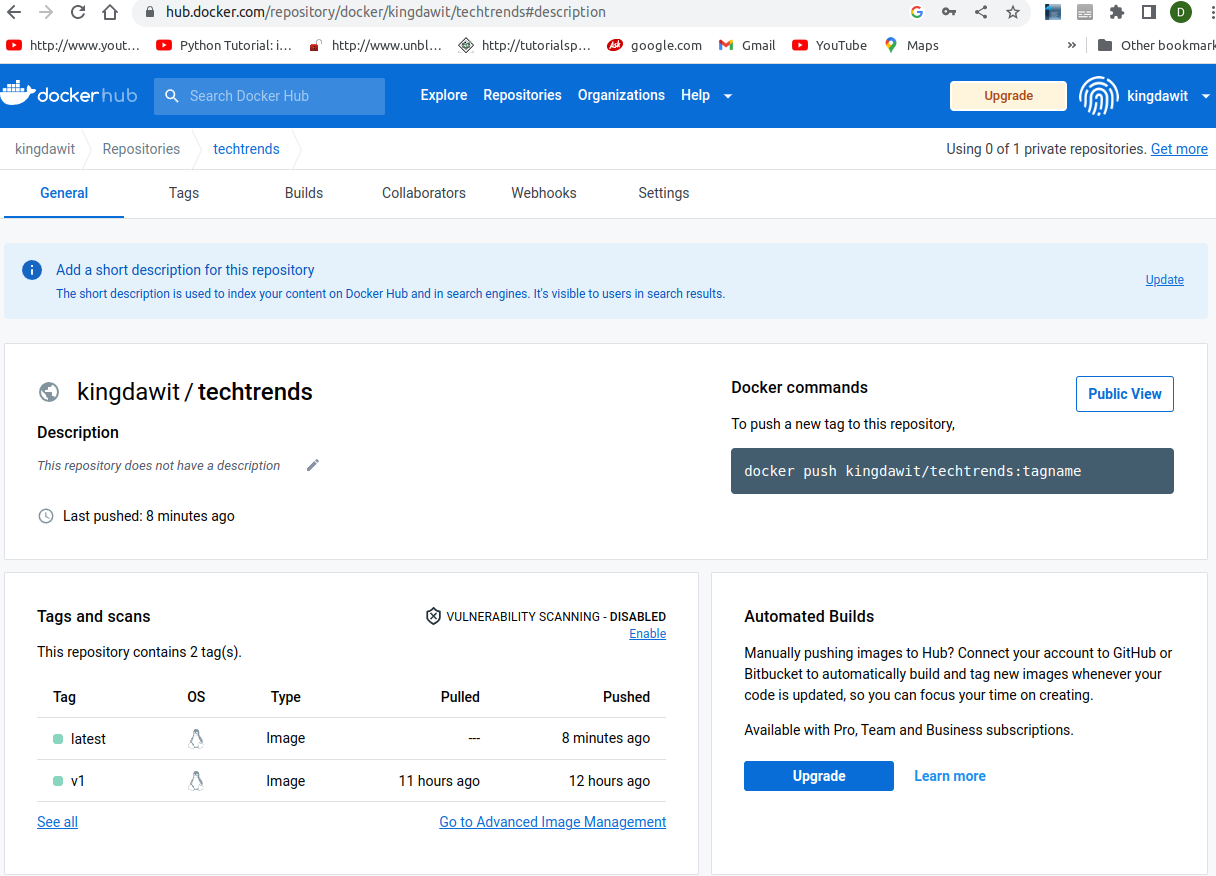 hub.docker.com/repository/docker/kingdawit/techtrends#description
D
http://www.yout... Python Tutorial: i... http://www.unbl... http://tutorialsp... Ask google.com Gmail YouTube Maps » Other bookmark
docker hub Search Docker Hub Explore Repositories Organizations Help Upgrade kingdawit
kingdawit Repositories techtrends Using 0 of 1 private repositories. Get more
General Tags Builds Collaborators Webhooks Settings
Add a short description for this repository
The short description is used to index your content on Docker Hub and in search engines. It's visible to users in search results.
Update
kingdawit / techtrends
Description
This repository does not have a description
Last pushed: 8 minutes ago
Docker commands
Public View
To push a new tag to this repository,
docker push kingdawit/techtrends:tagname
Tags and scans
VULNERABILITY SCANNING - DISABLED
Enable
This repository contains 2 tag(s).
Tag OS Type Pulled Pushed
latest Image --- 8 minutes ago
v1 Image 11 hours ago 12 hours ago
See all Go to Advanced Image Management
Automated Builds
Manually pushing images to Hub? Connect your account to GitHub or
Bitbucket to automatically build and tag new images whenever your
code is updated, so you can focus your time on creating.
Available with Pro, Team and Business subscriptions.
Upgrade Learn more